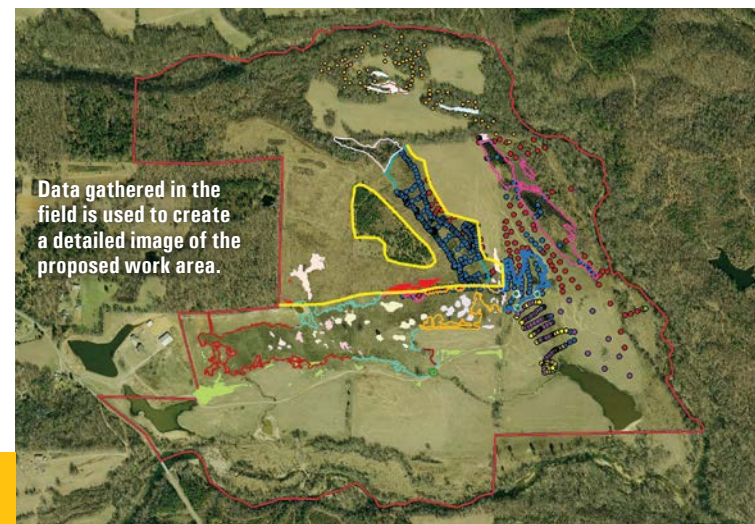 Data gathered in the
field is used to create
a detailed image of the
proposed work area.